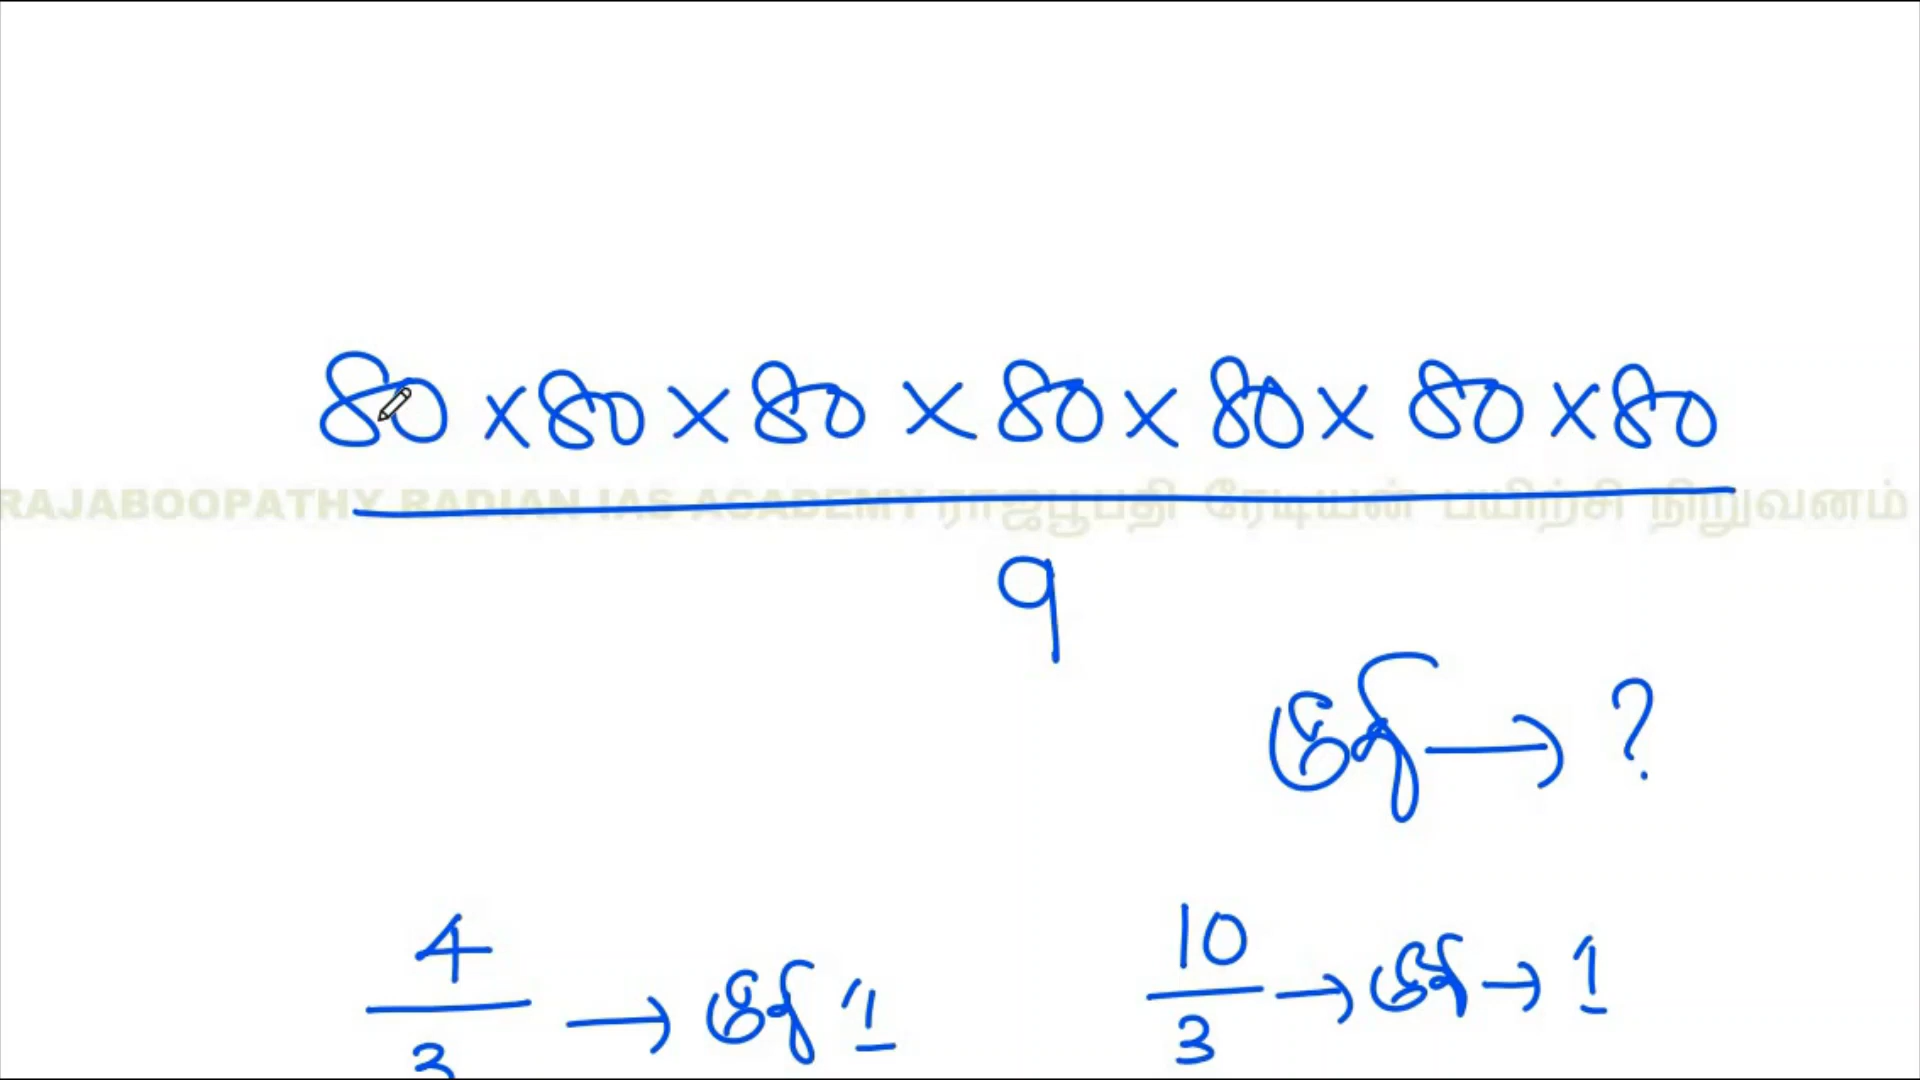 80 × 80 × 80 × 80 × 80 × 80 × 80
RAJABOOPATHY RADIAN IAS ACADEMY ராஜபூபதி ரேடியன் பயிற்சி நிறுவனம்
9
மீதி → ?
4 10
→ மீதி 1 → மீதி → 1
3 3